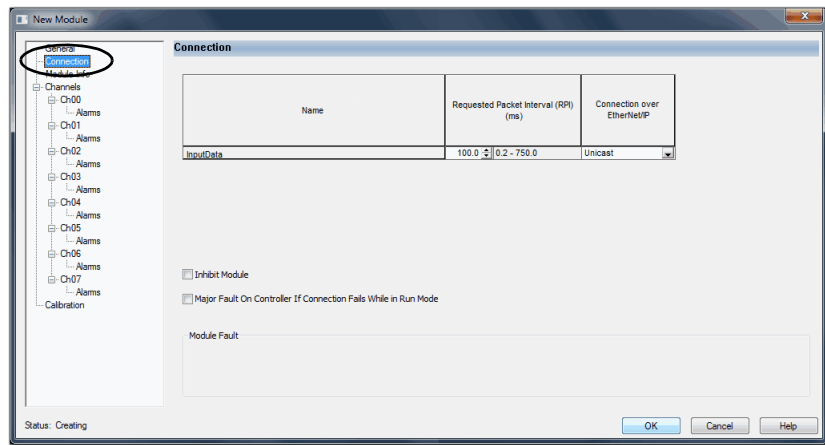 New Module
General
Connection
Module Info
Channels
Ch00
Alarms
Ch01
Alarms
Ch02
Alarms
Ch03
Alarms
Ch04
Alarms
Ch05
Alarms
Ch06
Alarms
Ch07
Alarms
Calibration
Connection
Name
Requested Packet Interval (RPI)
(ms)
Connection over
EtherNet/IP
InputData 100.0 0.2 - 750.0 Unicast
Inhibit Module
Major Fault On Controller If Connection Fails While in Run Mode
Module Fault
Status: Creating
OK Cancel Help